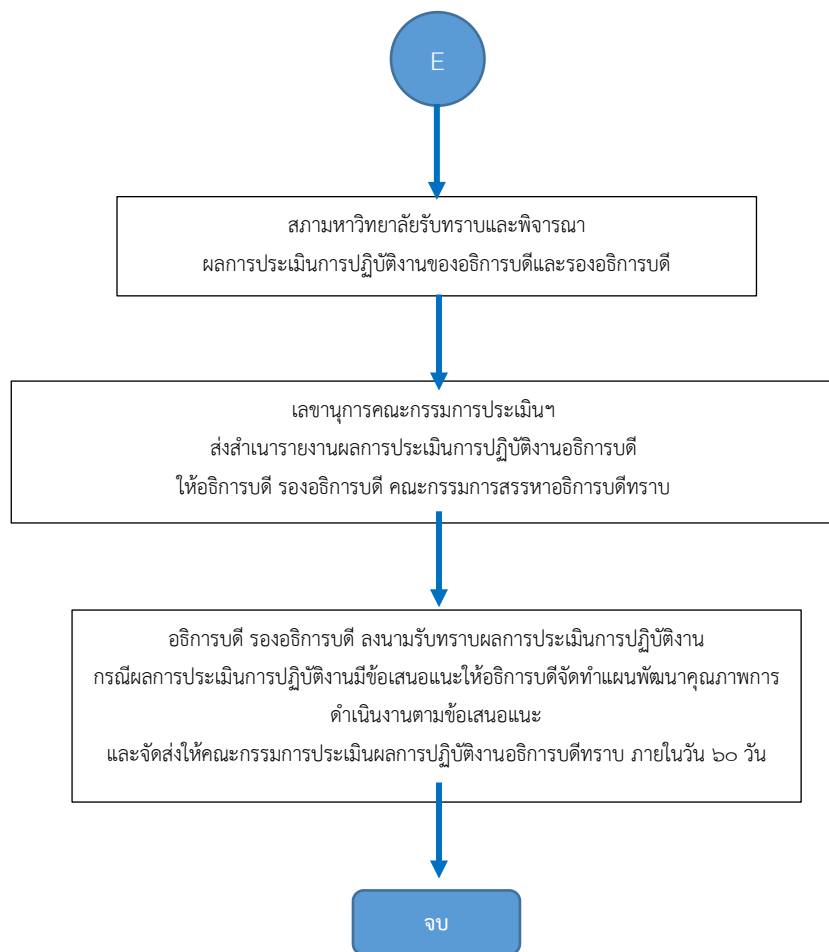 E
สภามหาวิทยาลัยรับทราบและพิจารณา
ผลการประเมินการปฏิบัติงานของอธิการบดีและรองอธิการบดี
เลขานุการคณะกรรมการประเมินฯ
ส่งสำเนารายงานผลการประเมินการปฏิบัติงานอธิการบดี
ให้อธิการบดี รองอธิการบดี คณะกรรมการสรรหาอธิการบดีทราบ
อธิการบดี รองอธิการบดี ลงนามรับทราบผลการประเมินการปฏิบัติงาน
กรณีผลการประเมินการปฏิบัติงานมีข้อเสนอแนะให้อธิการบดีจัดทำแผนพัฒนาคุณภาพการ
ดำเนินงานตามข้อเสนอแนะ
และจัดส่งให้คณะกรรมการประเมินผลการปฏิบัติงานอธิการบดีทราบ ภายในวัน ๖๐ วัน
จบ